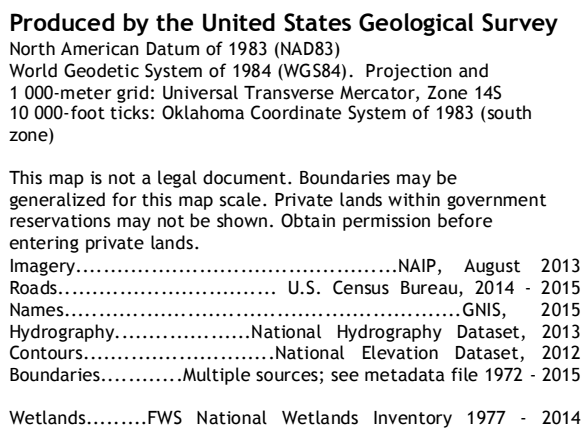 Produced by the United States Geological Survey
North American Datum of 1983 (NAD83)
World Geodetic System of 1984 (WGS84). Projection and
1 000-meter grid: Universal Transverse Mercator, Zone 14S
10 000-foot ticks: Oklahoma Coordinate System of 1983 (south
zone)
This map is not a legal document. Boundaries may be
generalized for this map scale. Private lands within government
reservations may not be shown. Obtain permission before
entering private lands.
Imagery..............................................NAIP, August 2013
Roads............................... U.S. Census Bureau, 2014 - 2015
Names.........................................................GNIS, 2015
Hydrography....................National Hydrography Dataset, 2013
Contours...........................National Elevation Dataset, 2012
Boundaries............Multiple sources; see metadata file 1972 - 2015
Wetlands.........FWS National Wetlands Inventory 1977 - 2014